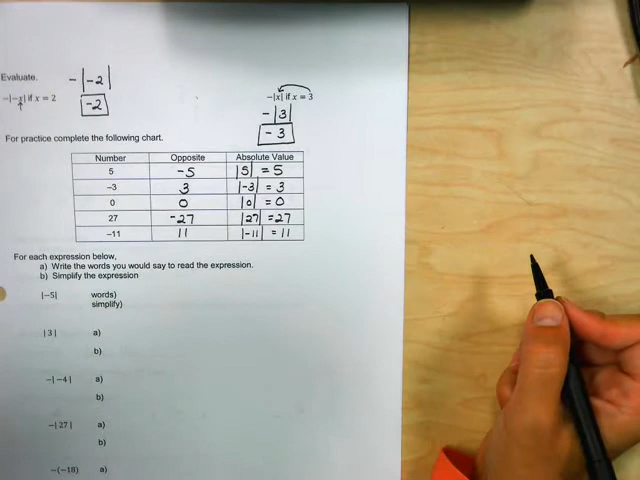 Evaluate.
-|-x| if x = 2
- |-2|
-2
-|x| if x = 3
- |3|
- 3
For practice complete the following chart.
Number Opposite Absolute Value
5 -5 |5| = 5
-3 3 |-3| = 3
0 0 |0| = 0
27 -27 |27| = 27
-11 11 |-11| = 11
For each expression below,
a) Write the words you would say to read the expression.
b) Simplify the expression
|-5| words)
simplify)
|3| a)
b)
-|-4| a)
b)
-|27| a)
b)
-(-18) a)